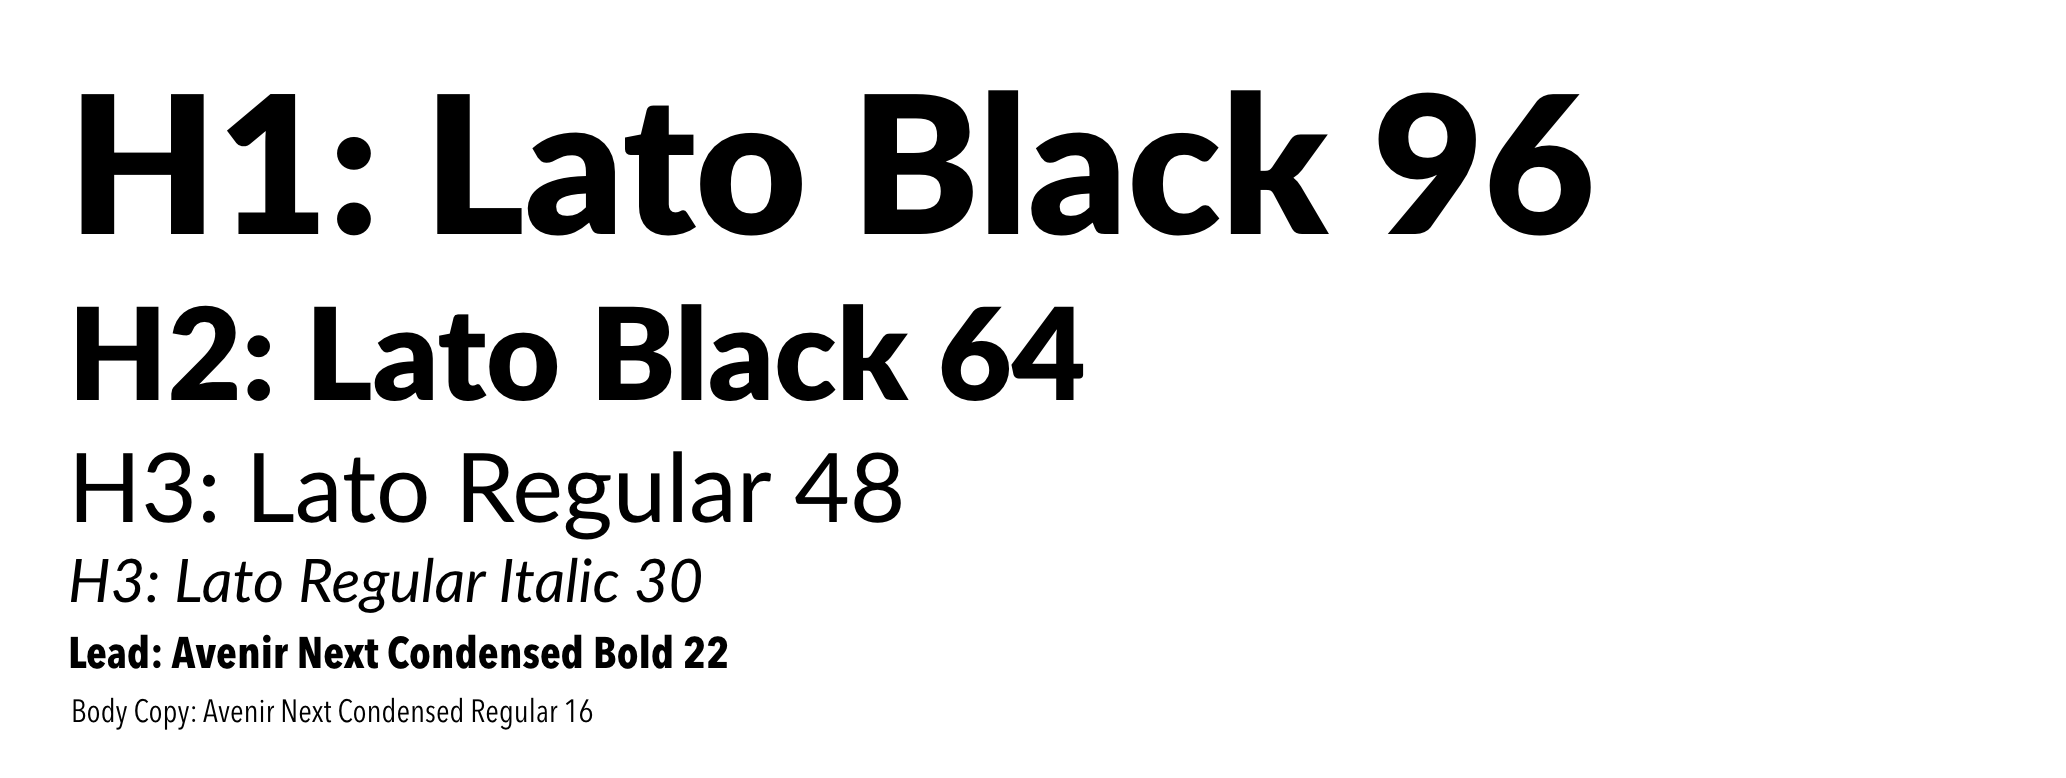 H1: Lato Black 96
H2: Lato Black 64
H3: Lato Regular 48
H3: Lato Regular Italic 30
Lead: Avenir Next Condensed Bold 22
Body Copy: Avenir Next Condensed Regular 16